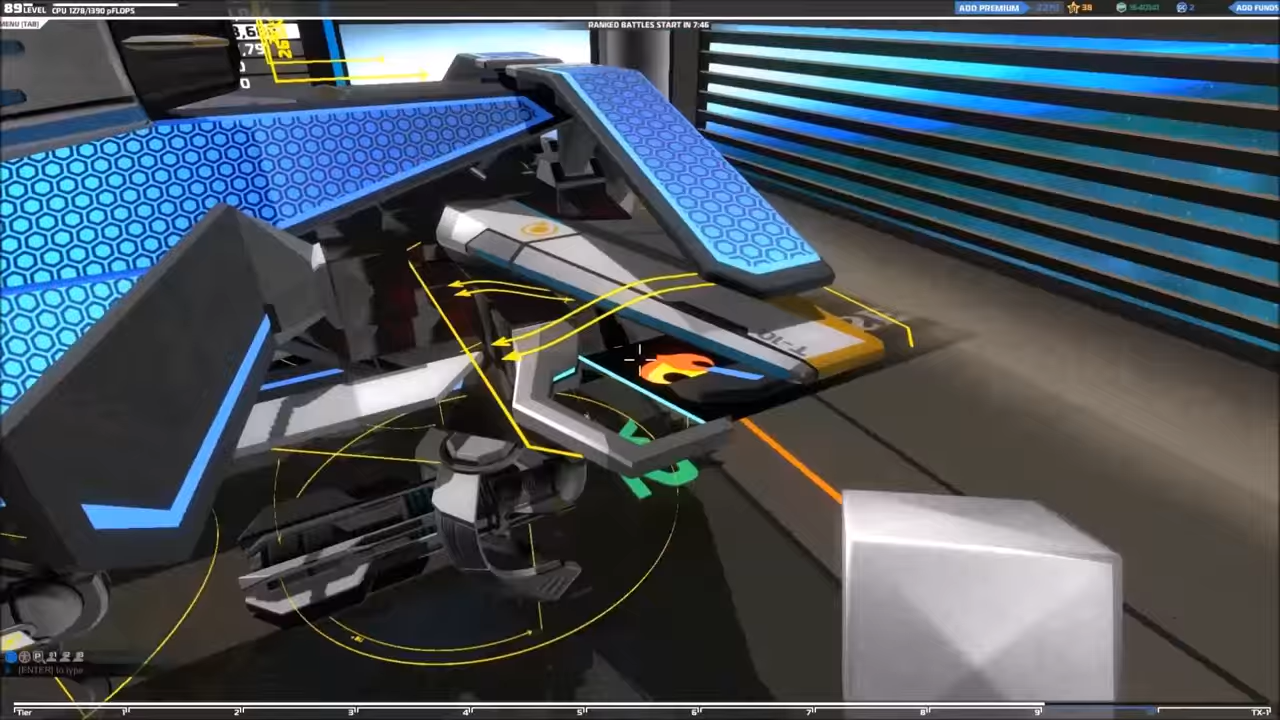 89 LEVEL CPU 1278/1390 pFLOPS
ADD PREMIUM 38 2 ADD FUNDS
MENU (TAB)
RANKED BATTLES START IN 7:46
T-10
[ENTER] to type
Tier 1 2 3 4 5 6 7 8 9 TX-1